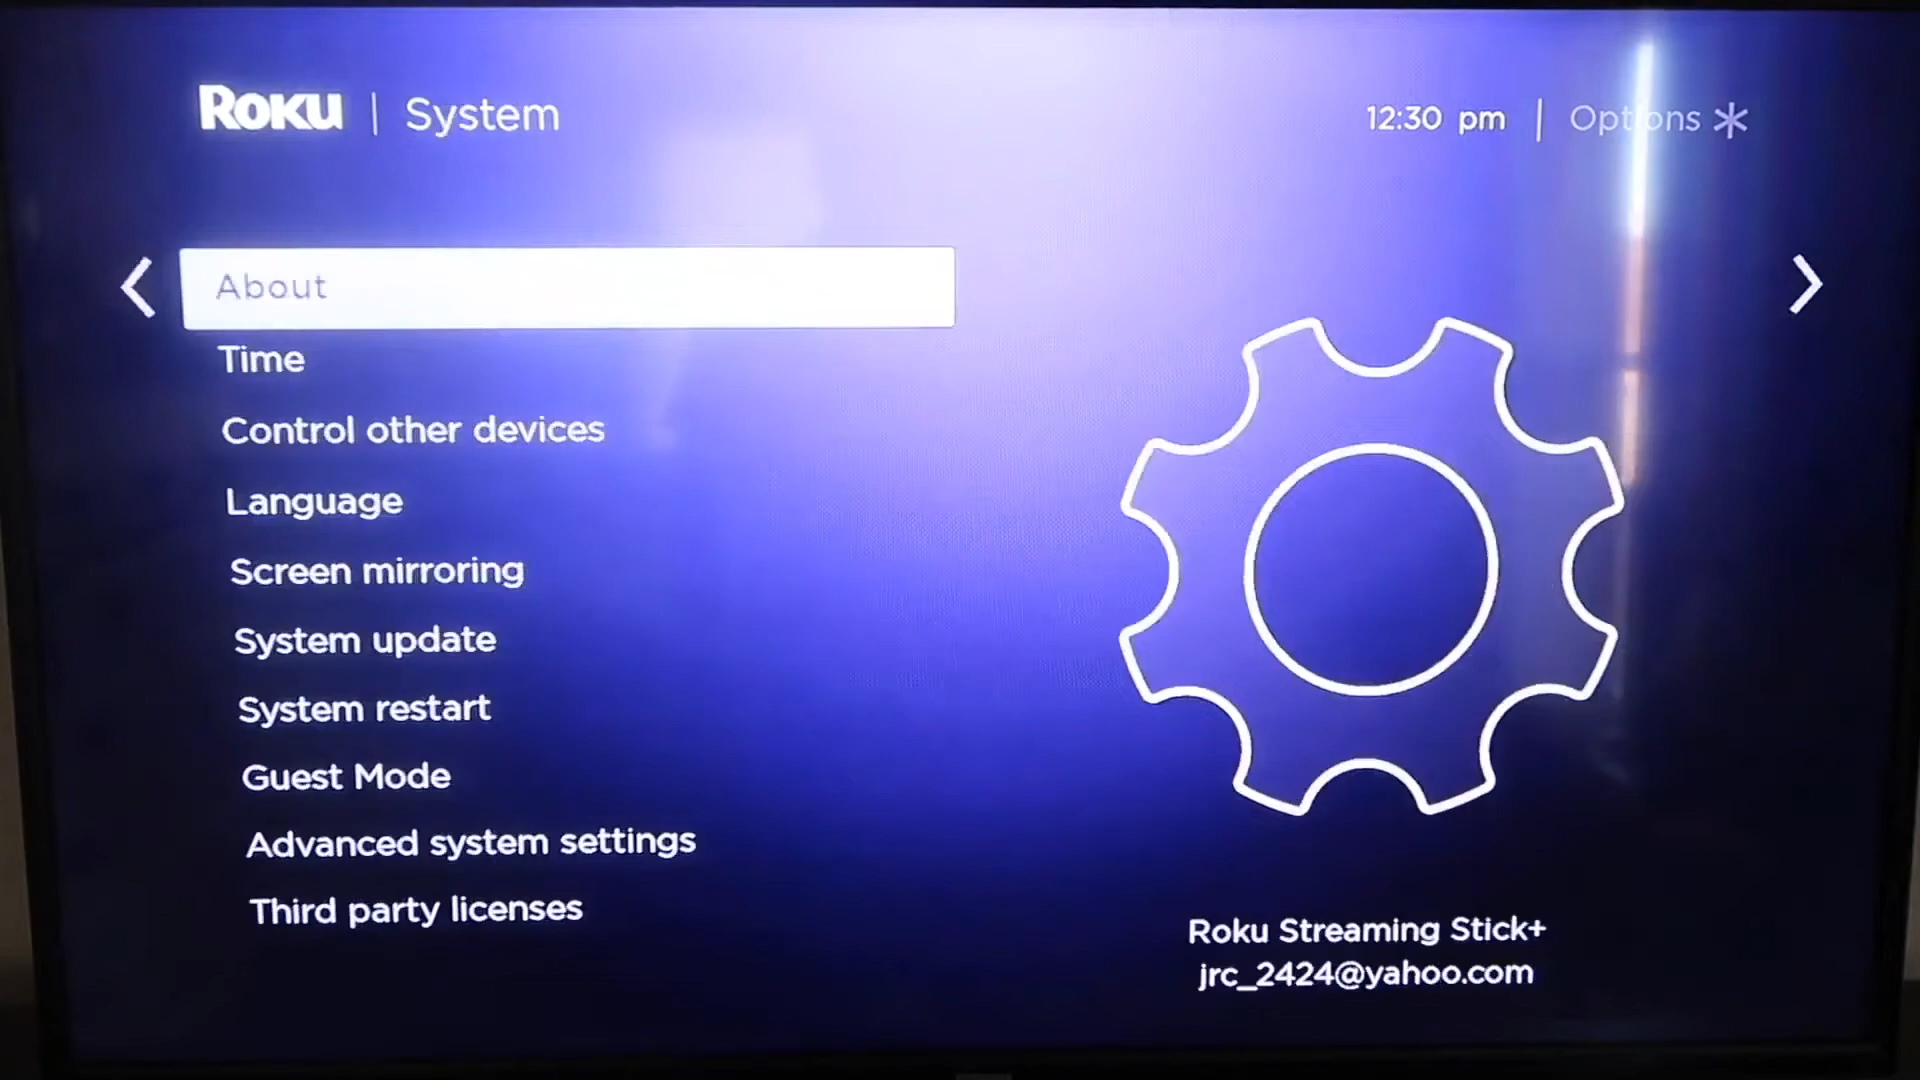 Roku | System
12:30 pm | Options *
About
Time
Control other devices
Language
Screen mirroring
System update
System restart
Guest Mode
Advanced system settings
Third party licenses
Roku Streaming Stick+
jrc_2424@yahoo.com